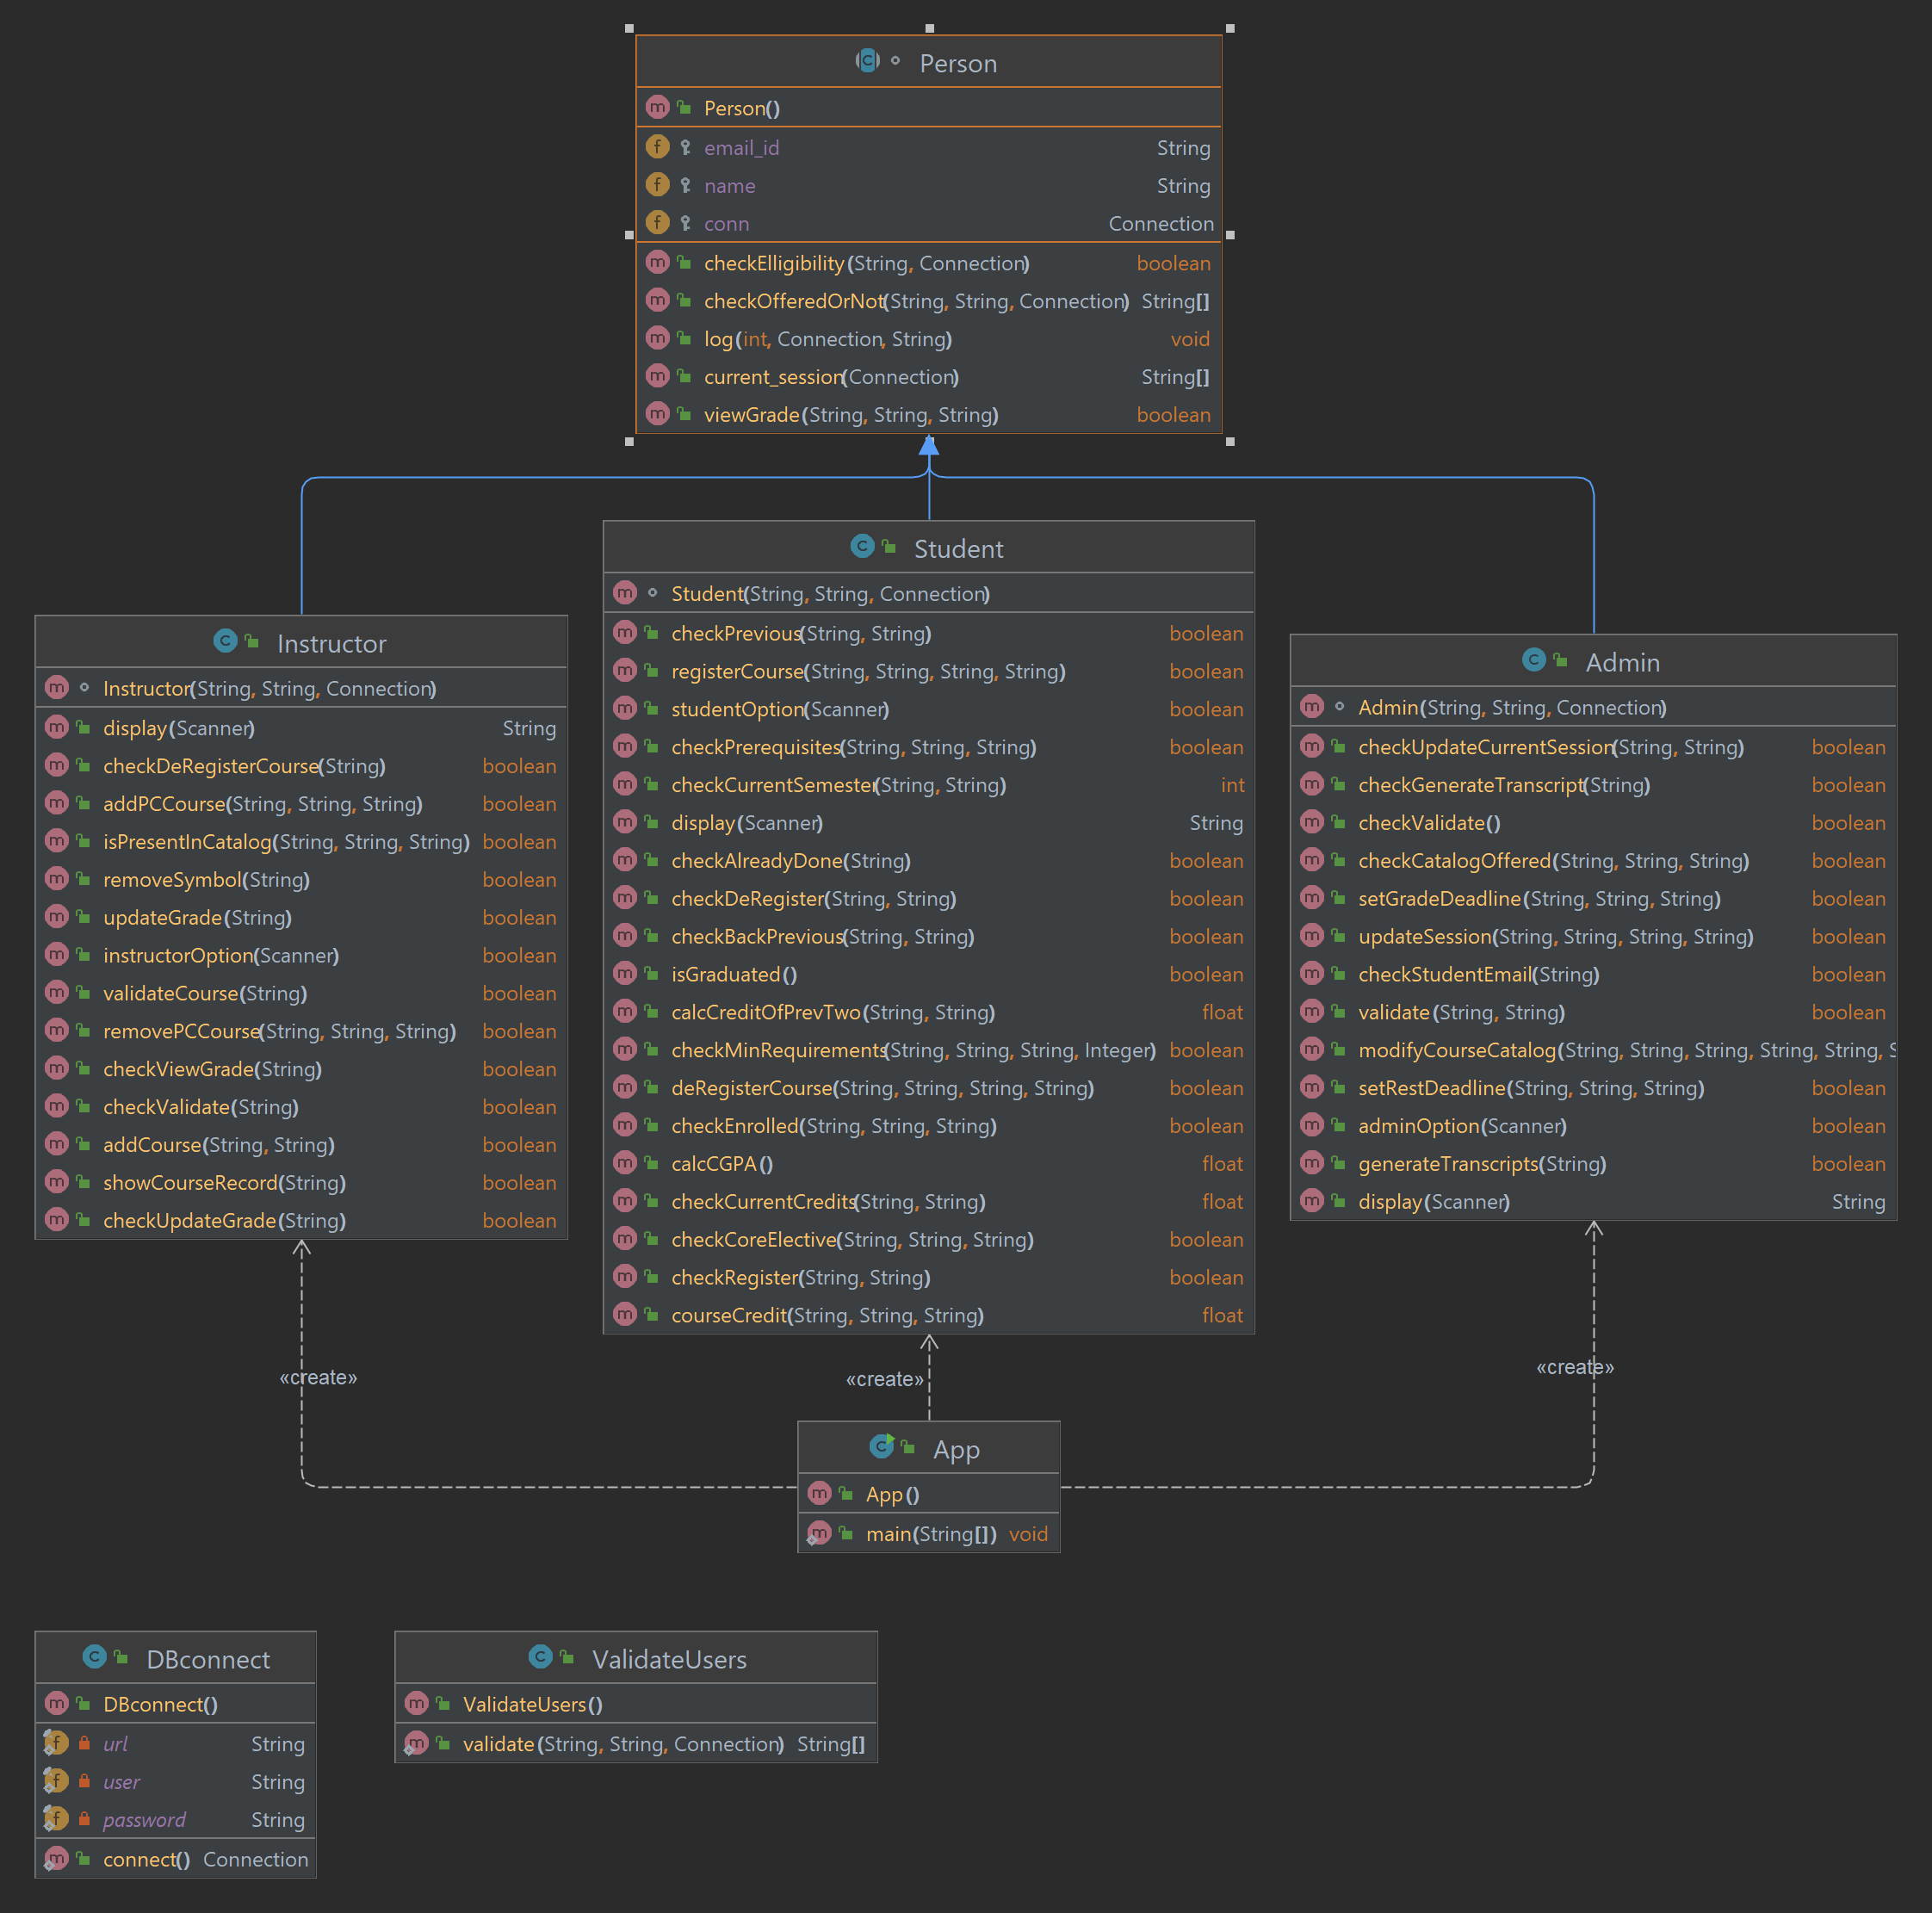 Person
Person()
email_id String
name String
conn Connection
checkElligibility(String, Connection) boolean
checkOfferedOrNot(String, String, Connection) String[]
log(int, Connection, String) void
current_session(Connection) String[]
viewGrade(String, String, String) boolean
Instructor
Instructor(String, String, Connection)
display(Scanner) String
checkDeRegisterCourse(String) boolean
addPCCourse(String, String, String) boolean
isPresentInCatalog(String, String, String) boolean
removeSymbol(String) boolean
updateGrade(String) boolean
instructorOption(Scanner) boolean
validateCourse(String) boolean
removePCCourse(String, String, String) boolean
checkViewGrade(String) boolean
checkValidate(String) boolean
addCourse(String, String) boolean
showCourseRecord(String) boolean
checkUpdateGrade(String) boolean
Student
Student(String, String, Connection)
checkPrevious(String, String) boolean
registerCourse(String, String, String, String) boolean
studentOption(Scanner) boolean
checkPrerequisites(String, String, String) boolean
checkCurrentSemester(String, String) int
display(Scanner) String
checkAlreadyDone(String) boolean
checkDeRegister(String, String) boolean
checkBackPrevious(String, String) boolean
isGraduated() boolean
calcCreditOfPrevTwo(String, String) float
checkMinRequirements(String, String, String, Integer) boolean
deRegisterCourse(String, String, String, String) boolean
checkEnrolled(String, String, String) boolean
calcCGPA() float
checkCurrentCredits(String, String) float
checkCoreElective(String, String, String) boolean
checkRegister(String, String) boolean
courseCredit(String, String, String) float
Admin
Admin(String, String, Connection)
checkUpdateCurrentSession(String, String) boolean
checkGenerateTranscript(String) boolean
checkValidate() boolean
checkCatalogOffered(String, String, String) boolean
setGradeDeadline(String, String, String) boolean
updateSession(String, String, String, String) boolean
checkStudentEmail(String) boolean
validate(String, String) boolean
modifyCourseCatalog(String, String, String, String, String, S
setRestDeadline(String, String, String) boolean
adminOption(Scanner) boolean
generateTranscripts(String) boolean
display(Scanner) String
«create»
«create»
«create»
App
App()
main(String[]) void
DBconnect
DBconnect()
url String
user String
password String
connect() Connection
ValidateUsers
ValidateUsers()
validate(String, String, Connection) String[]